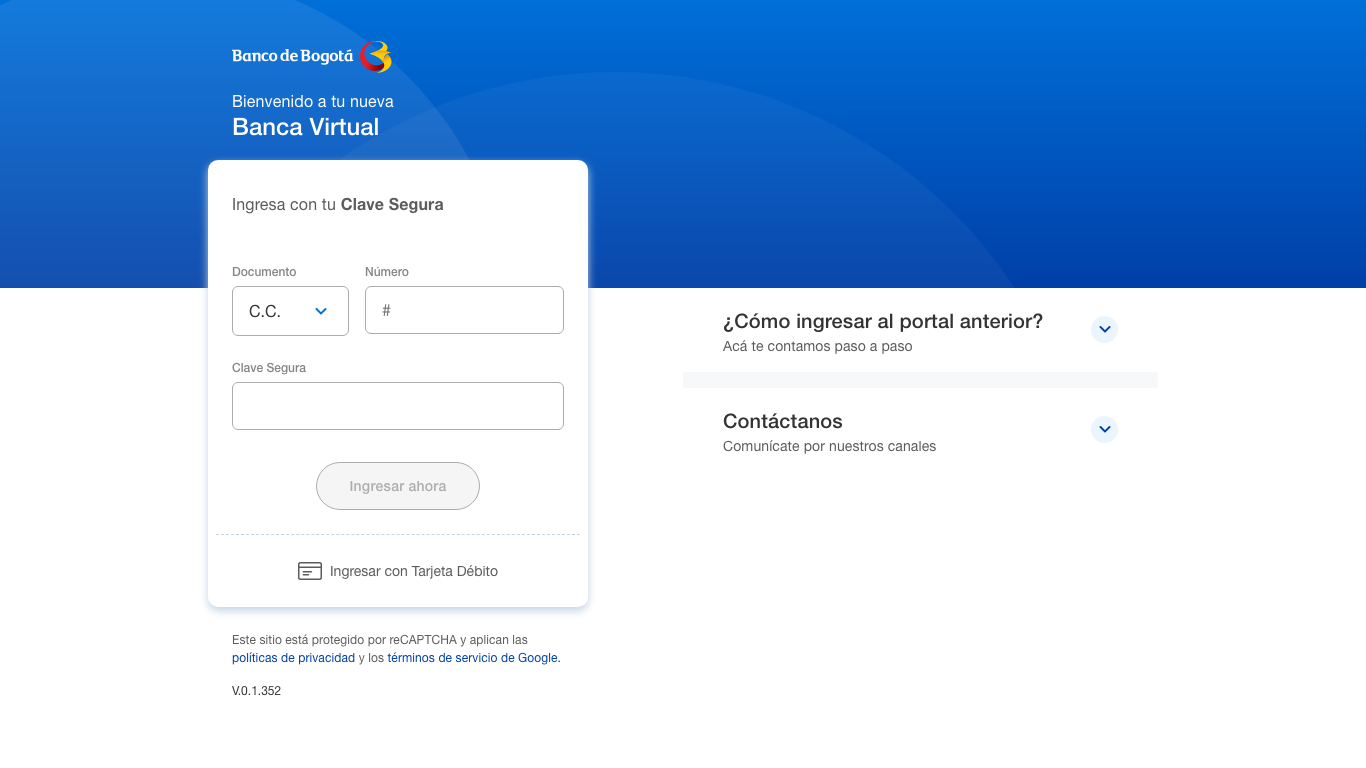 Banco de Bogotá
Bienvenido a tu nueva
Banca Virtual
Ingresa con tu Clave Segura
Documento
Número
C.C.
#
Clave Segura
Ingresar ahora
Ingresar con Tarjeta Débito
Este sitio está protegido por reCAPTCHA y aplican las
políticas de privacidad y los términos de servicio de Google.
V.0.1.352
¿Cómo ingresar al portal anterior?
Acá te contamos paso a paso
Contáctanos
Comunícate por nuestros canales